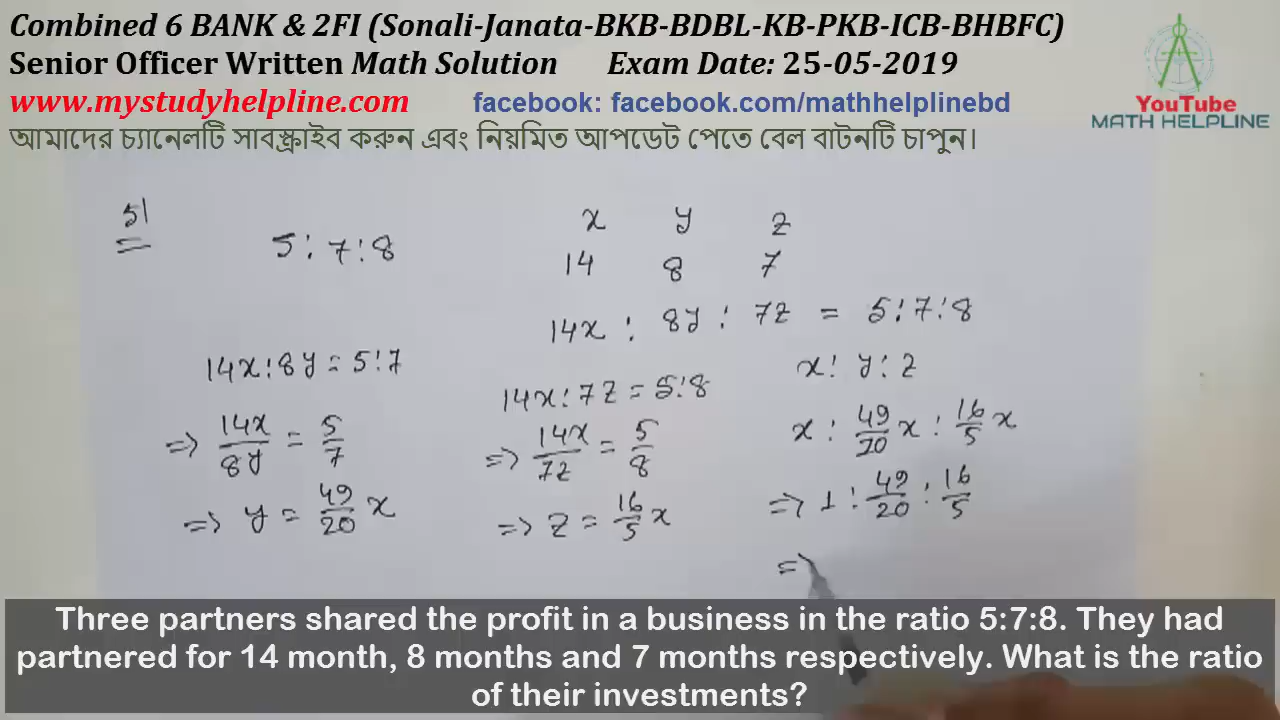 Combined 6 BANK & 2FI (Sonali-Janata-BKB-BDBL-KB-PKB-ICB-BHBFC)
Senior Officer Written Math Solution Exam Date: 25-05-2019
www.mystudyhelpline.com facebook: facebook.com/mathhelplinebd
YouTube
MATH HELPLINE
আমাদের চ্যানেলটি সাবস্ক্রাইব করুন এবং নিয়মিত আপডেট পেতে বেল বাটনটি চাপুন।
5|
5:7:8
x y z
14 8 7
14x : 8y : 7z = 5:7:8
14x:8y = 5:7
=> 14x/8y = 5/7
=> y = 49/20 x
14x:7z = 5:8
=> 14x/7z = 5/8
=> z = 16/5 x
x: y: z
x : 49/20 x : 16/5 x
=> 1 : 49/20 : 16/5
=>
Three partners shared the profit in a business in the ratio 5:7:8. They had
partnered for 14 month, 8 months and 7 months respectively. What is the ratio
of their investments?